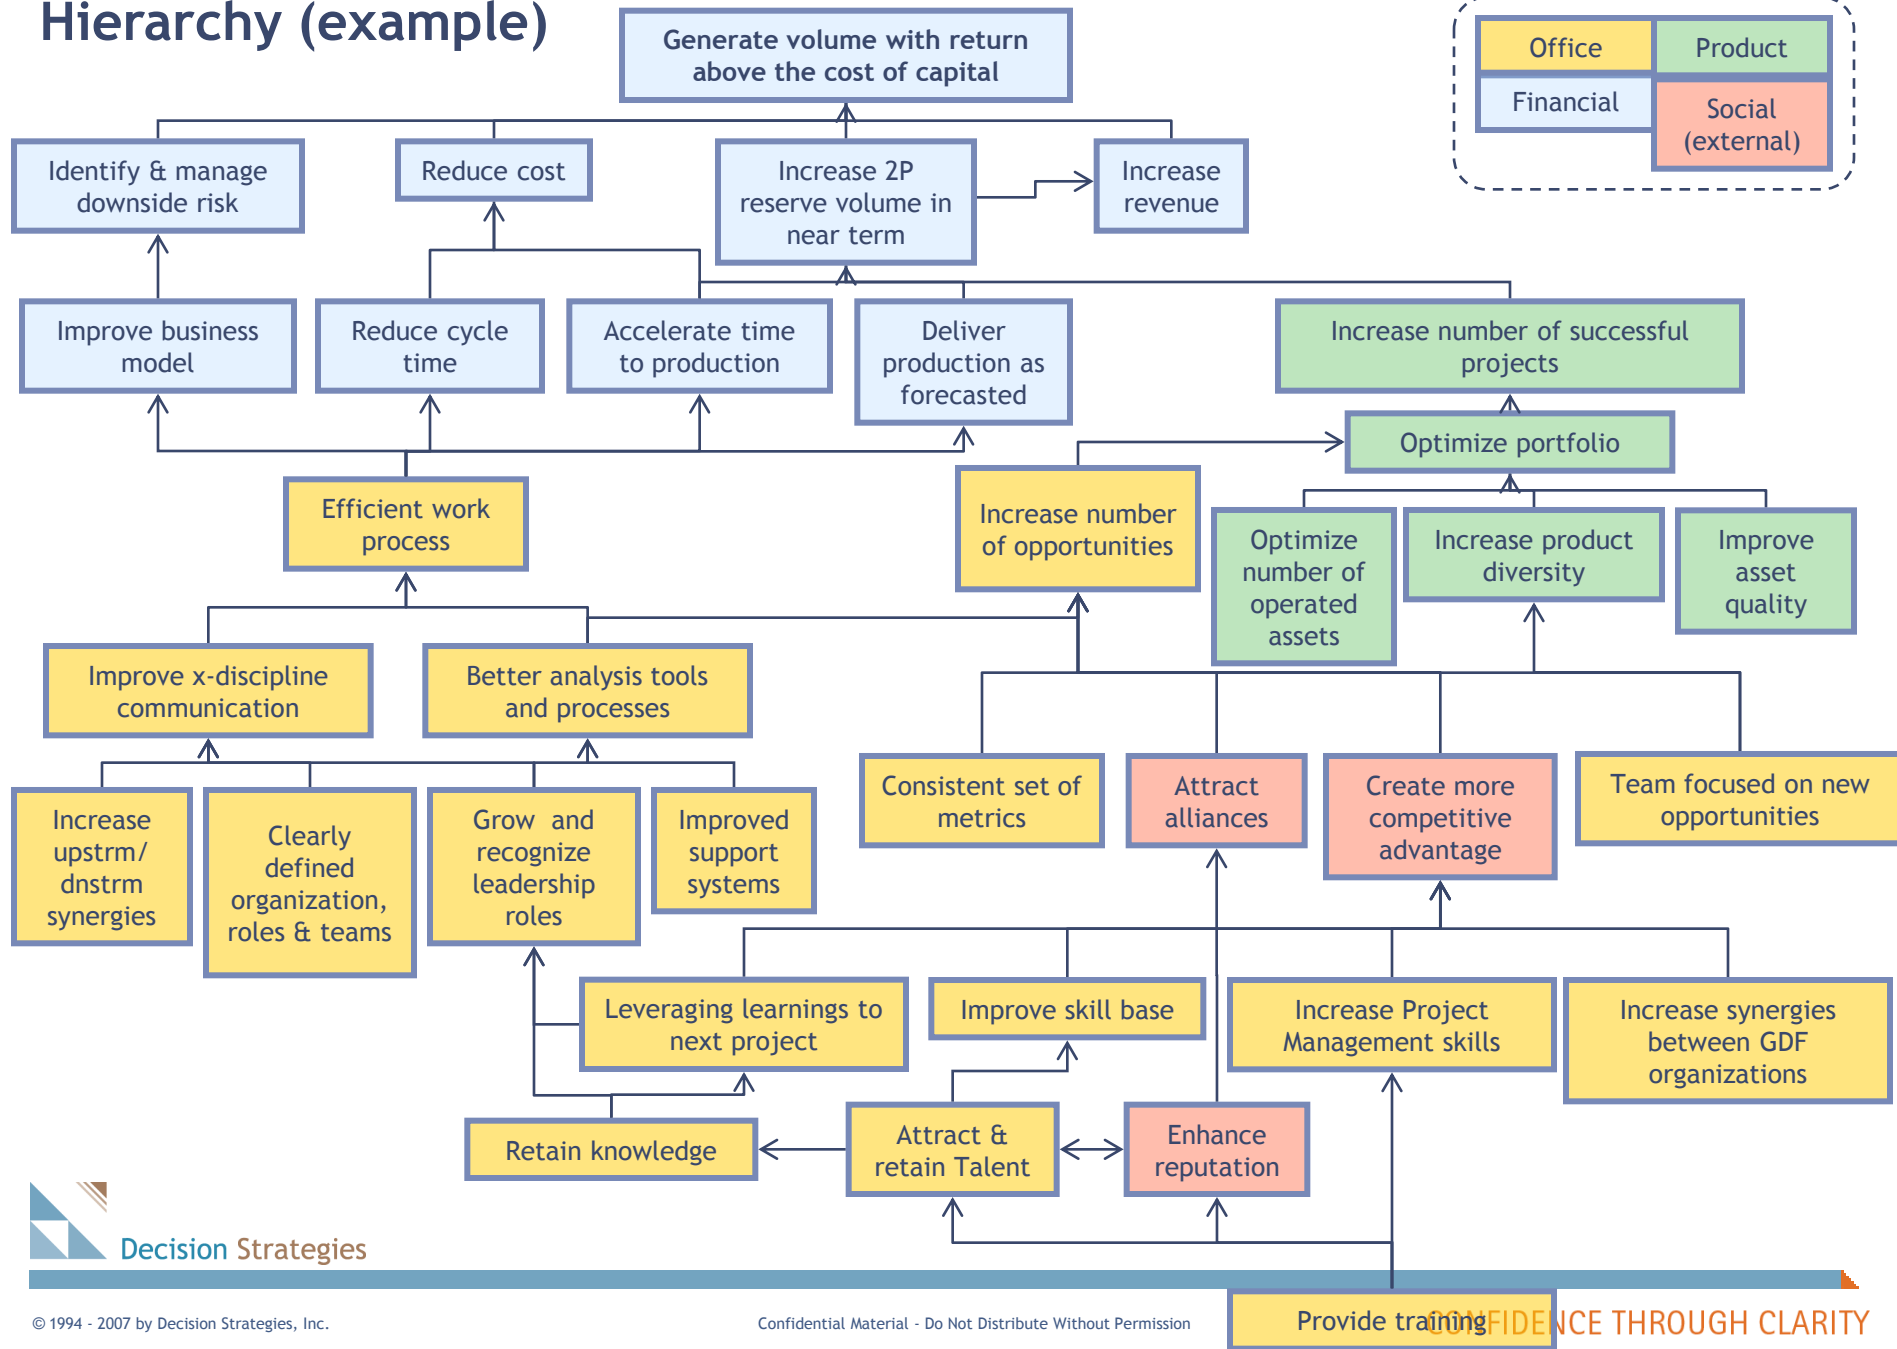 Hierarchy (example)
Generate volume with return
above the cost of capital
Office
Product
Financial
Social
(external)
Identify & manage
downside risk
Reduce cost
Increase 2P
reserve volume in
near term
Increase
revenue
Improve business
model
Reduce cycle
time
Accelerate time
to production
Deliver
production as
forecasted
Increase number of successful
projects
Optimize portfolio
Efficient work
process
Increase number
of opportunities
Optimize
number of
operated
assets
Increase product
diversity
Improve
asset
quality
Improve x-discipline
communication
Better analysis tools
and processes
Consistent set of
metrics
Attract
alliances
Create more
competitive
advantage
Team focused on new
opportunities
Increase
upstrm/
dnstrm
synergies
Clearly
defined
organization,
roles & teams
Grow and
recognize
leadership
roles
Improved
support
systems
Leveraging learnings to
next project
Improve skill base
Increase Project
Management skills
Increase synergies
between GDF
organizations
Retain knowledge
Attract &
retain Talent
Enhance
reputation
Decision Strategies
© 1994 - 2007 by Decision Strategies, Inc.
Confidential Material - Do Not Distribute Without Permission
Provide training
CONFIDENCE THROUGH CLARITY